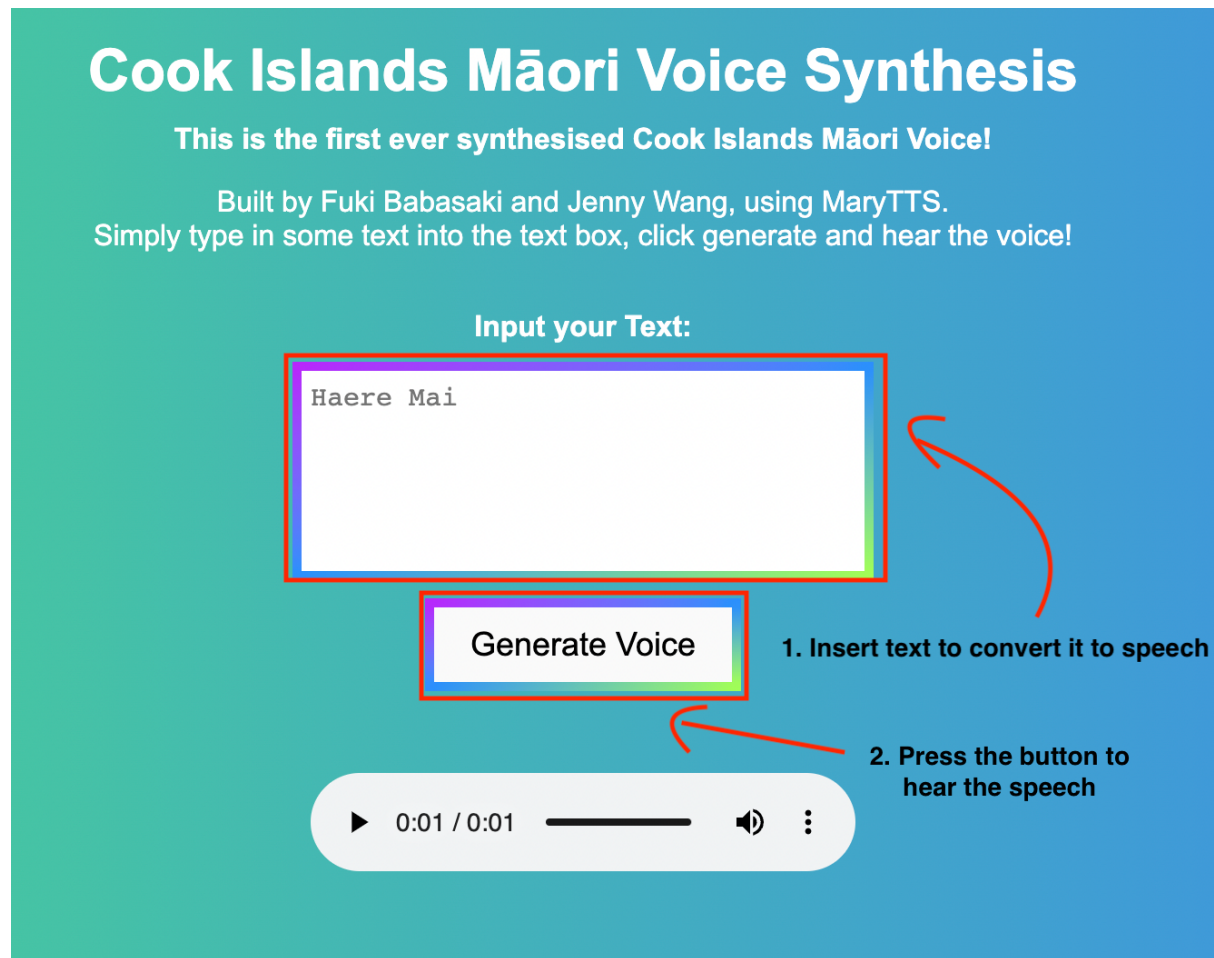 Cook Islands Māori Voice Synthesis
This is the first ever synthesised Cook Islands Māori Voice!
Built by Fuki Babasaki and Jenny Wang, using MaryTTS.
Simply type in some text into the text box, click generate and hear the voice!
Input your Text:
Haere Mai
Generate Voice
1. Insert text to convert it to speech
2. Press the button to
hear the speech
0:01 / 0:01